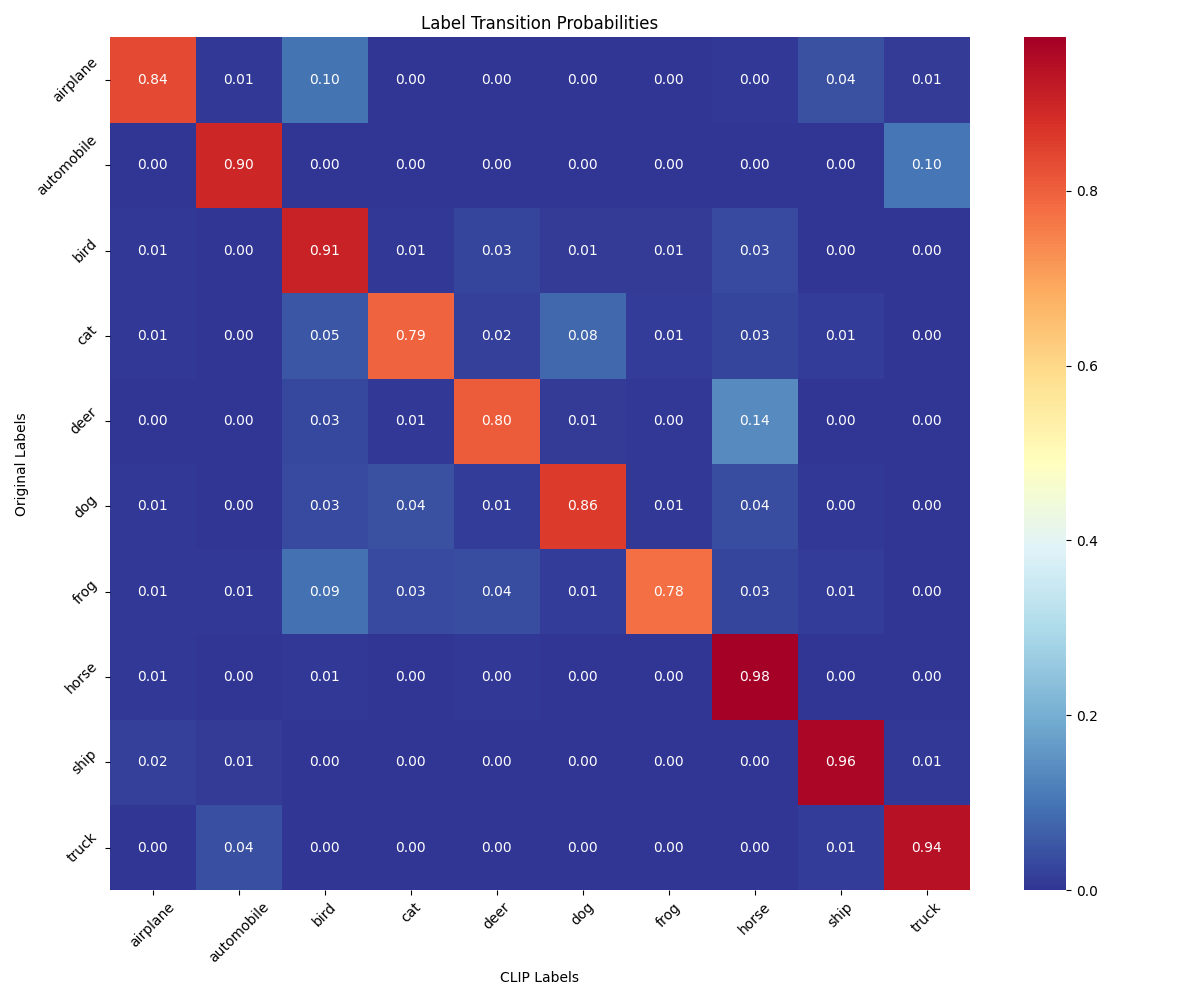 Label Transition Probabilities
airplane 0.84 0.01 0.10 0.00 0.00 0.00 0.00 0.00 0.04 0.01
automobile 0.00 0.90 0.00 0.00 0.00 0.00 0.00 0.00 0.00 0.10
bird 0.01 0.00 0.91 0.01 0.03 0.01 0.01 0.03 0.00 0.00
cat 0.01 0.00 0.05 0.79 0.02 0.08 0.01 0.03 0.01 0.00
deer 0.00 0.00 0.03 0.01 0.80 0.01 0.00 0.14 0.00 0.00
dog 0.01 0.00 0.03 0.04 0.01 0.86 0.01 0.04 0.00 0.00
frog 0.01 0.01 0.09 0.03 0.04 0.01 0.78 0.03 0.01 0.00
horse 0.01 0.00 0.01 0.00 0.00 0.00 0.00 0.98 0.00 0.00
ship 0.02 0.01 0.00 0.00 0.00 0.00 0.00 0.00 0.96 0.01
truck 0.00 0.04 0.00 0.00 0.00 0.00 0.00 0.00 0.01 0.94
airplane automobile bird cat deer dog frog horse ship truck
CLIP Labels
Original Labels
0.8
0.6
0.4
0.2
0.0